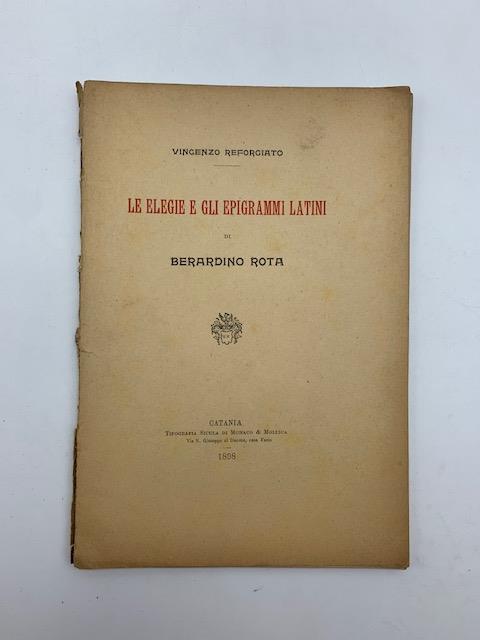 VINCENZO REFORGIATO
LE ELEGIE E GLI EPIGRAMMI LATINI
DI
BERARDINO ROTA
CATANIA
TIPOGRAFIA SICULA DI MONACO & MOLLICA
Via S. Giuseppe al Duomo, casa Fazio
1898